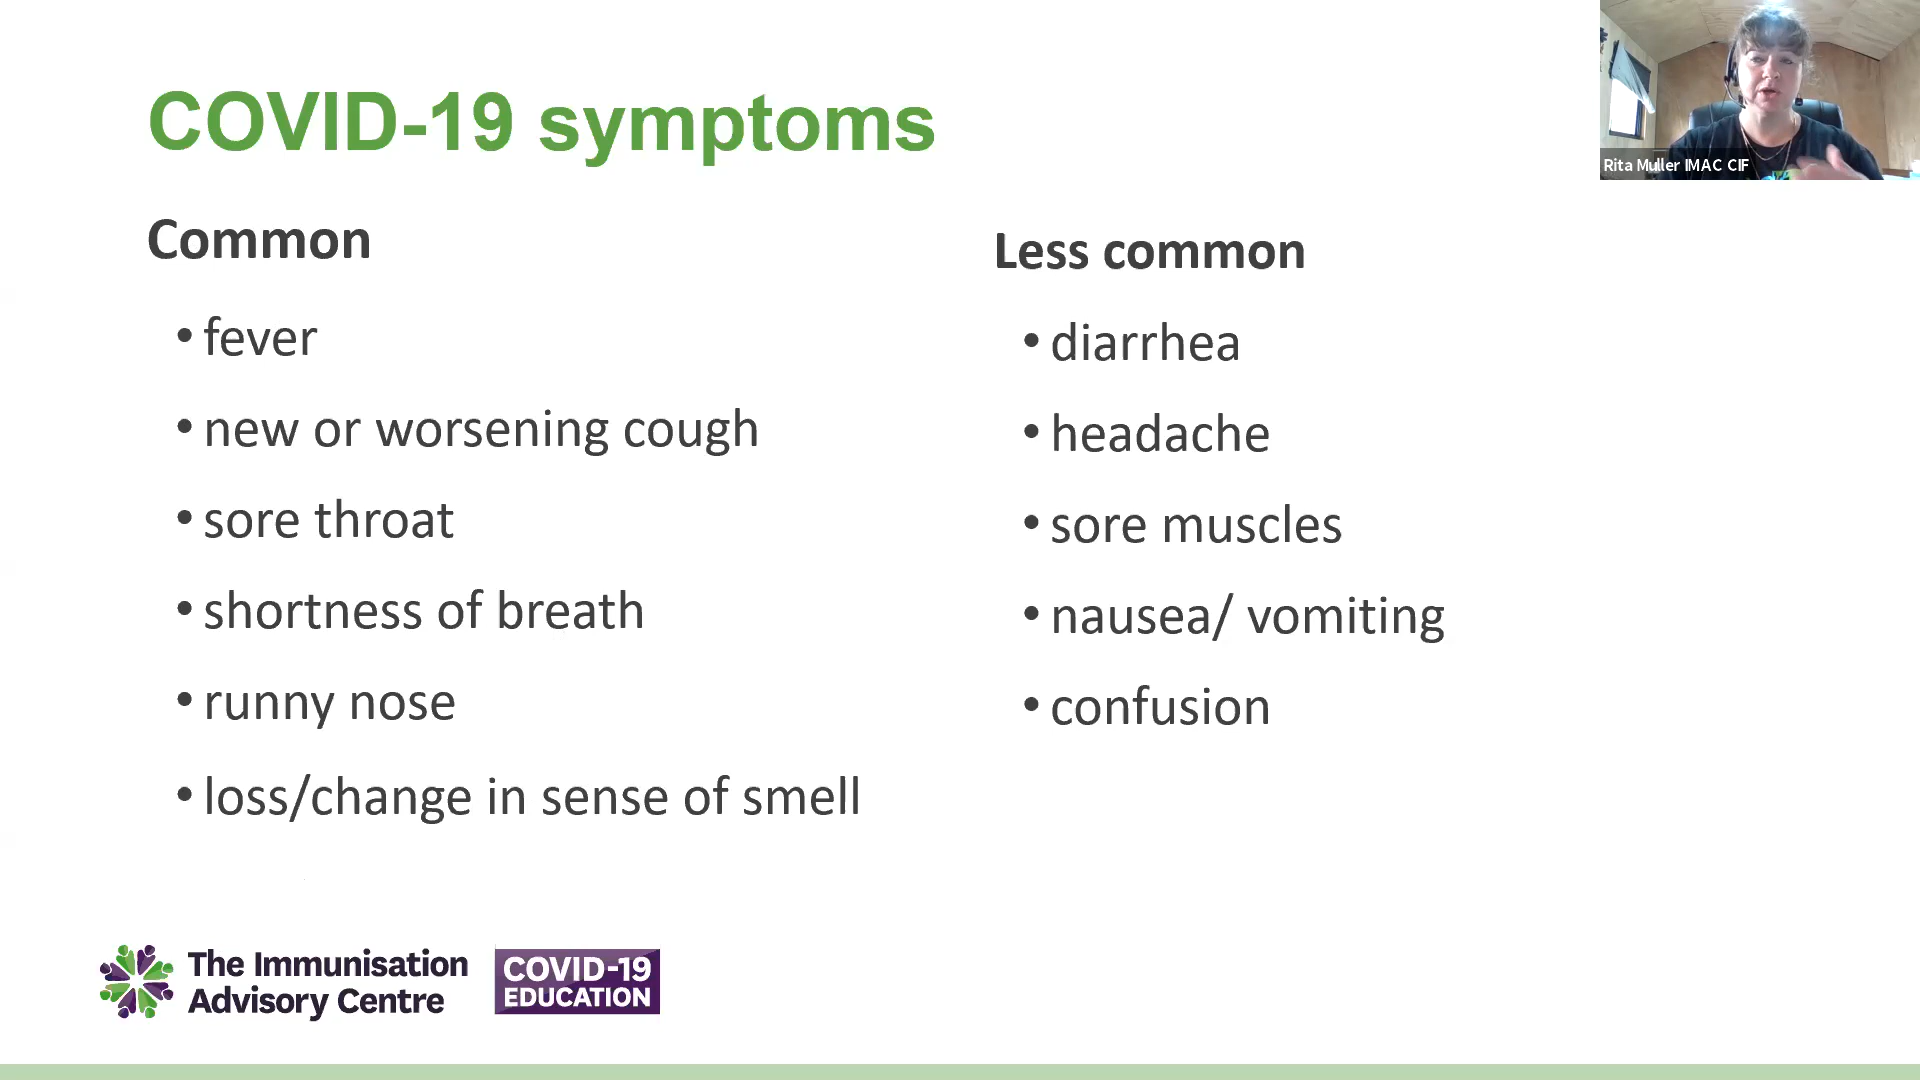 COVID-19 symptoms
Common
• fever
• new or worsening cough
• sore throat
• shortness of breath
• runny nose
• loss/change in sense of smell
Less common
• diarrhea
• headache
• sore muscles
• nausea/ vomiting
• confusion
Rita Muller IMAC CIF
The Immunisation
Advisory Centre
COVID-19
EDUCATION